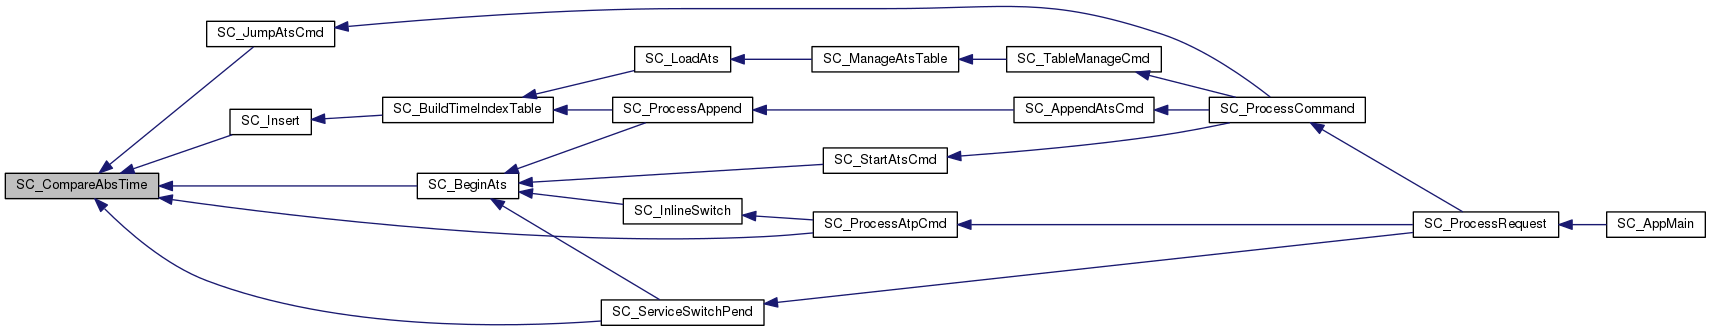 SC_JumpAtsCmd
SC_LoadAts
SC_ManageAtsTable
SC_TableManageCmd
SC_BuildTimeIndexTable
SC_ProcessAppend
SC_AppendAtsCmd
SC_ProcessCommand
SC_Insert
SC_StartAtsCmd
SC_CompareAbsTime
SC_BeginAts
SC_InlineSwitch
SC_ProcessAtpCmd
SC_ProcessRequest
SC_AppMain
SC_ServiceSwitchPend